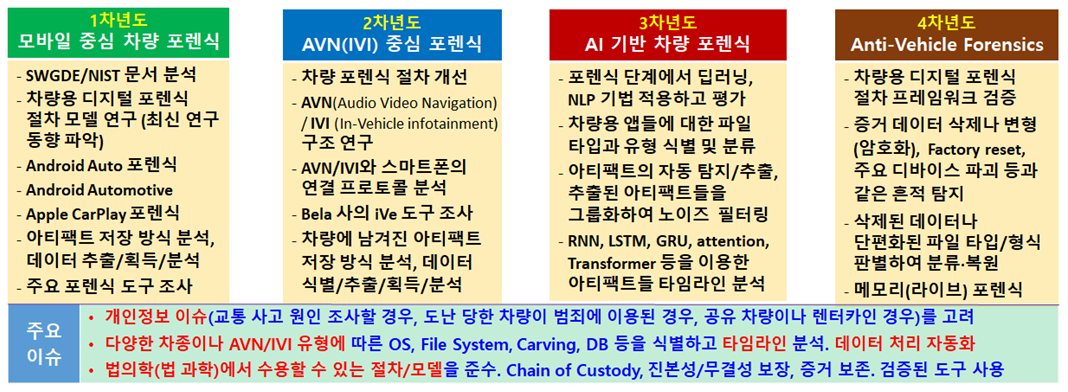 1차년도
모바일 중심 차량 포렌식
- SWGDE/NIST 문서 분석
- 차량용 디지털 포렌식
절차 모델 연구 (최신 연구
동향 파악)
- Android Auto 포렌식
- Android Automotive
- Apple CarPlay 포렌식
- 아티팩트 저장 방식 분석,
데이터 추출/획득/분석
- 주요 포렌식 도구 조사
2차년도
AVN(IVI) 중심 포렌식
- 차량 포렌식 절차 개선
- AVN(Audio Video Navigation)
/ IVI (In-Vehicle infotainment)
구조 연구
- AVN/IVI와 스마트폰의
연결 프로토콜 분석
- Bela 사의 iVe 도구 조사
- 차량에 남겨진 아티팩트
저장 방식 분석, 데이터
식별/추출/획득/분석
3차년도
AI 기반 차량 포렌식
- 포렌식 단계에서 딥러닝,
NLP 기법 적용하고 평가
- 차량용 앱들에 대한 파일
타입과 유형 식별 및 분류
- 아티팩트의 자동 탐지/추출,
추출된 아티팩트들을
그룹화하여 노이즈 필터링
- RNN, LSTM, GRU, attention,
Transformer 등을 이용한
아티팩트들 타임라인 분석
4차년도
Anti-Vehicle Forensics
- 차량용 디지털 포렌식
절차 프레임워크 검증
- 증거 데이터 삭제나 변형
(암호화), Factory reset,
주요 디바이스 파괴 등과
같은 흔적 탐지
- 삭제된 데이터나
단편화된 파일 타입/형식
판별하여 분류·복원
- 메모리(라이브) 포렌식
주요
이슈
• 개인정보 이슈(교통 사고 원인 조사할 경우, 도난 당한 차량이 범죄에 이용된 경우, 공유 차량이나 렌터카인 경우)를 고려
• 다양한 차종이나 AVN/IVI 유형에 따른 OS, File System, Carving, DB 등을 식별하고 타임라인 분석. 데이터 처리 자동화
• 법의학(법 과학)에서 수용할 수 있는 절차/모델을 준수. Chain of Custody, 진본성/무결성 보장, 증거 보존. 검증된 도구 사용